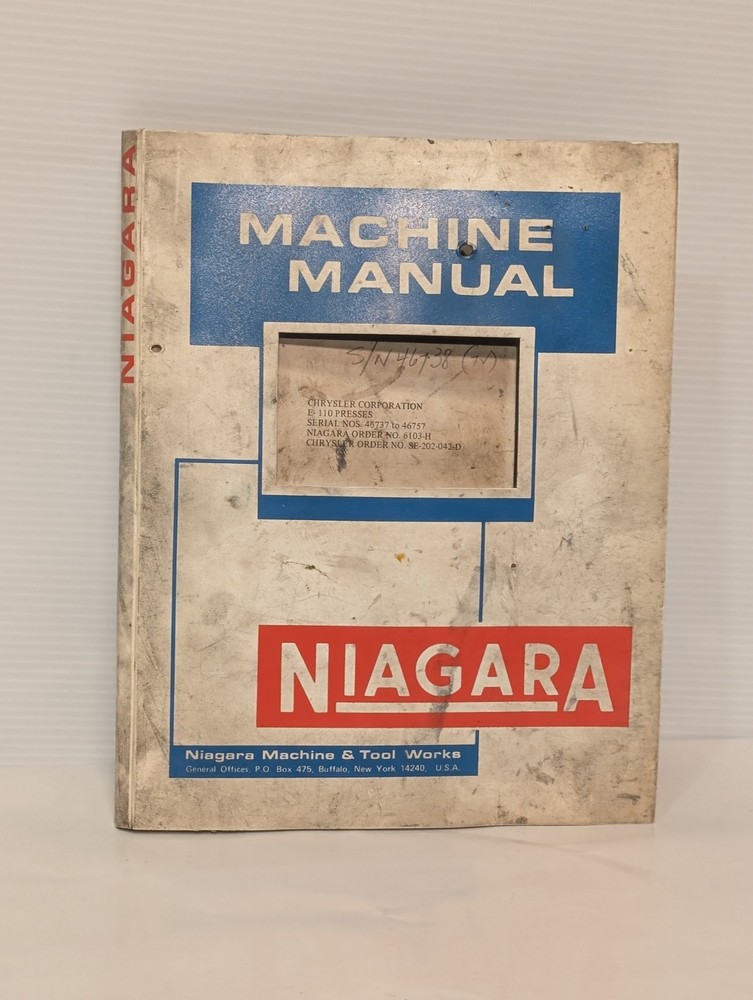 NIAGARA
MACHINE
MANUAL
S/N
CHRYSLER CORPORATION
E-110 PRESSES
SERIAL NOS. 46737 to 46757
NIAGARA ORDER NO. 6103-H
CHRYSLER ORDER NO. SE-202-042-D
NIAGARA
Niagara Machine & Tool Works
General Offices, P.O. Box 475, Buffalo, New York 14240, U.S.A.